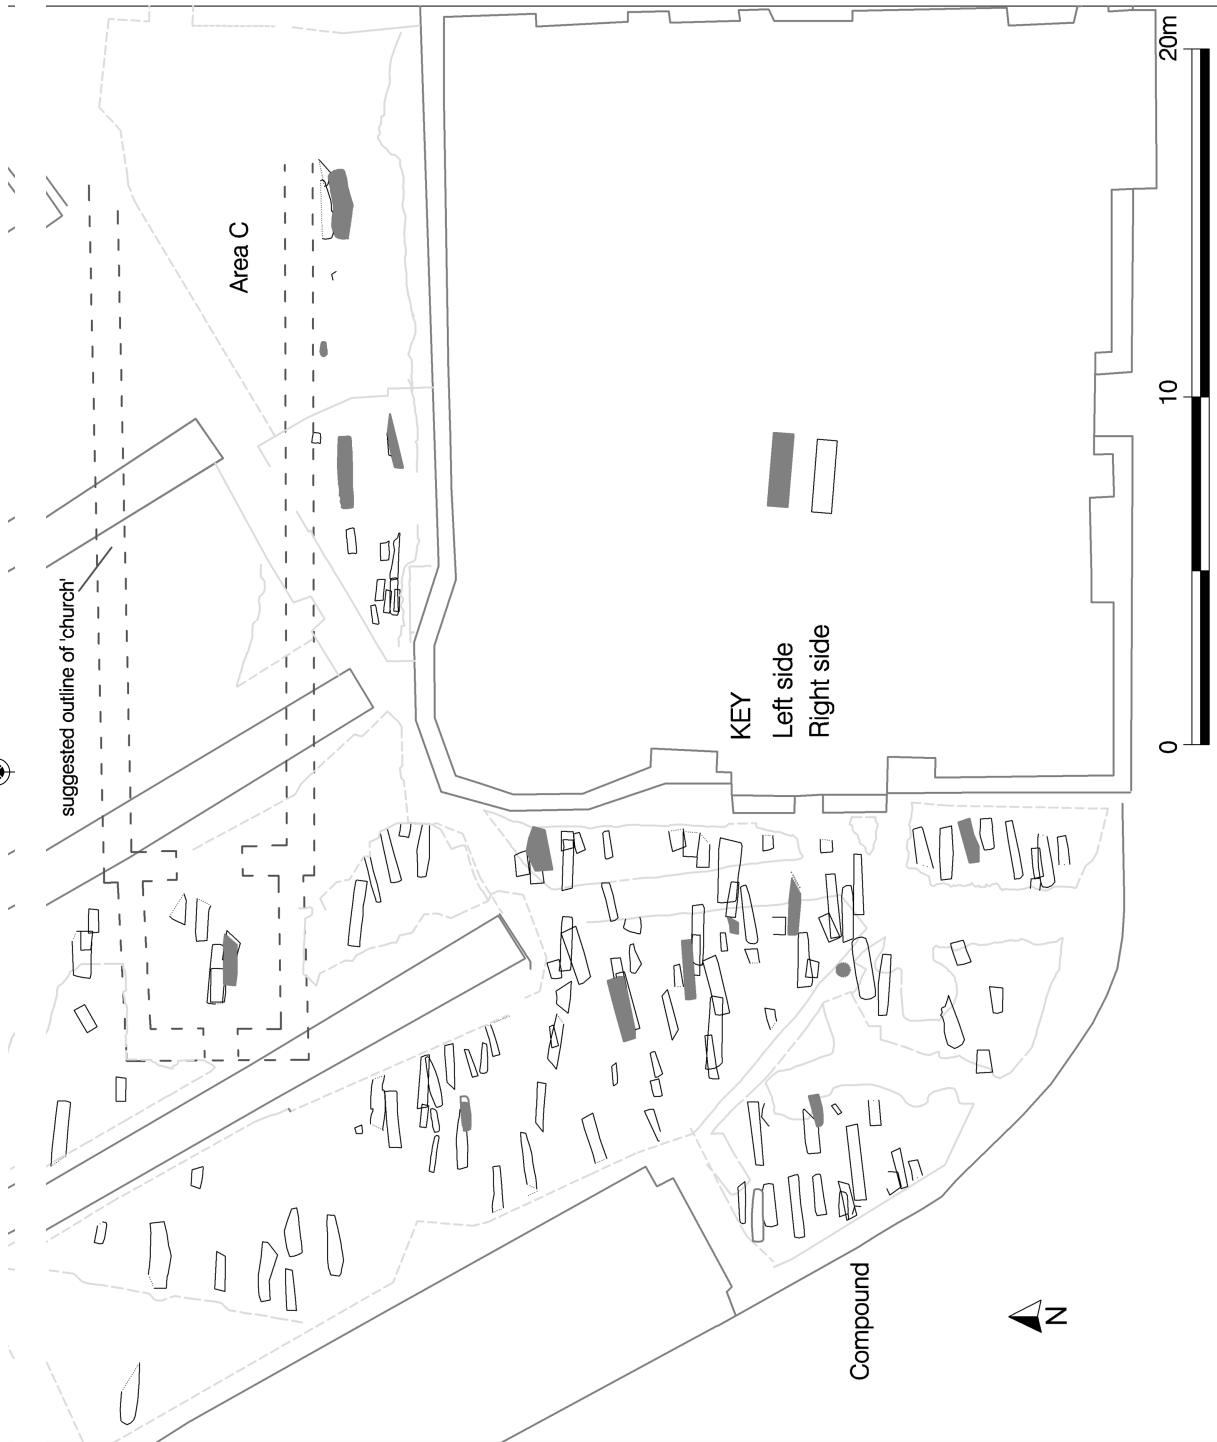 suggested outline of 'church'
Area C
KEY
Left side
Right side
Compound
N
0
10
20m